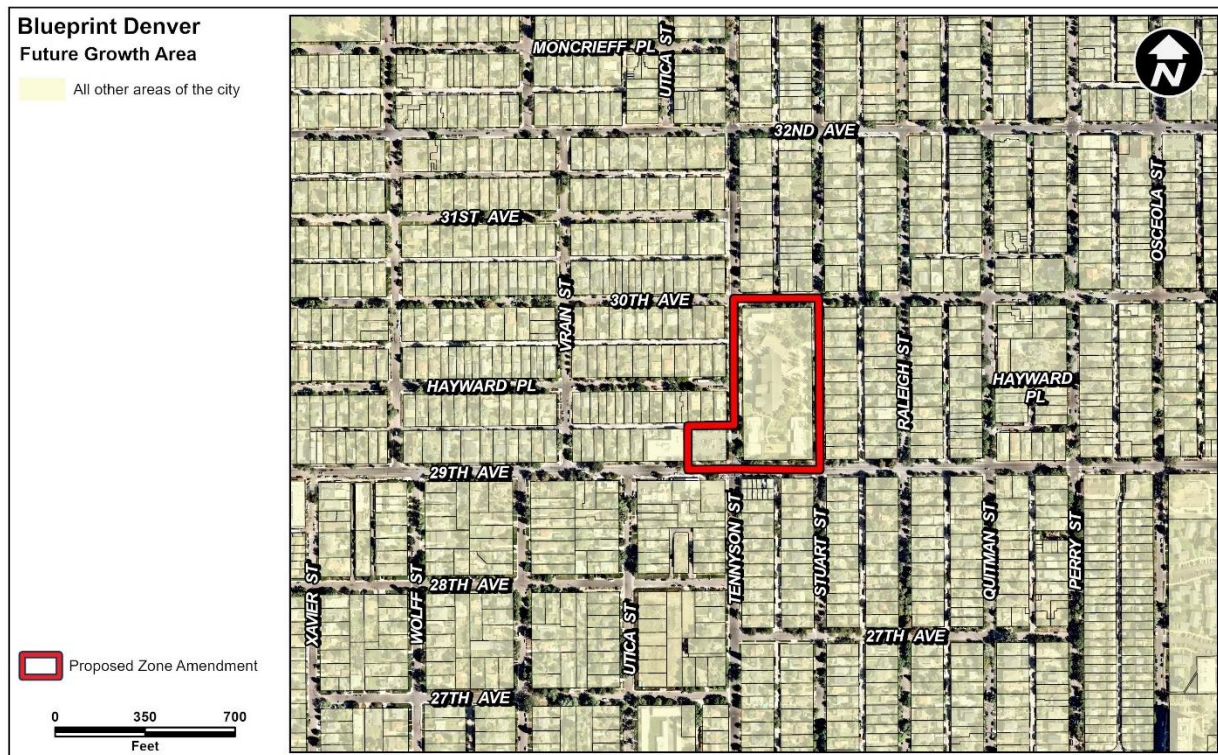 Blueprint Denver
Future Growth Area
All other areas of the city
Proposed Zone Amendment
0 350 700
Feet
N
MONCRIEFF PL
UTICA ST
32ND AVE
OSCEOLA ST
31ST AVE
VRAIN ST
30TH AVE
RALEIGH ST
HAYWARD PL
HAYWARD
PL
29TH AVE
TENNYSON ST
STUART ST
QUITMAN ST
PERRY ST
XAVIER ST
WOLFF ST
28TH AVE
UTICA ST
27TH AVE
27TH AVE